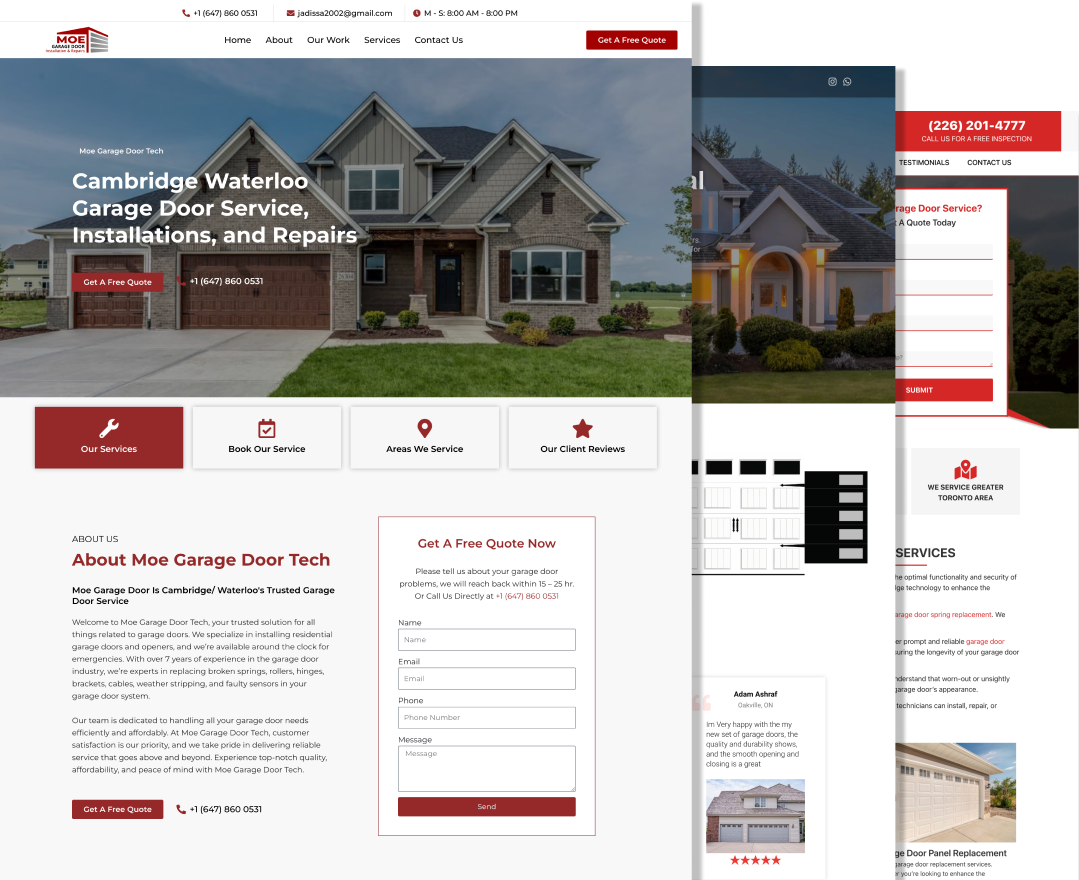 +1 (647) 860 0531
jadissa2002@gmail.com
M - S: 8:00 AM - 8:00 PM
MOE
GARAGE DOOR
Installation & Repairs
Home
About
Our Work
Services
Contact Us
Get A Free Quote
Moe Garage Door Tech
Cambridge Waterloo
Garage Door Service,
Installations, and Repairs
Get A Free Quote
+1 (647) 860 0531
Our Services
Book Our Service
Areas We Service
Our Client Reviews
ABOUT US
About Moe Garage Door Tech
Moe Garage Door Is Cambridge/ Waterloo's Trusted Garage
Door Service
Welcome to Moe Garage Door Tech, your trusted solution for all
things related to garage doors. We specialize in installing residential
garage doors and openers, and we're available around the clock for
emergencies. With over 7 years of experience in the garage door
industry, we're experts in replacing broken springs, rollers, hinges,
brackets, cables, weather stripping, and faulty sensors in your
garage door system.
Our team is dedicated to handling all your garage door needs
efficiently and affordably. At Moe Garage Door Tech, customer
satisfaction is our priority, and we take pride in delivering reliable
service that goes above and beyond. Experience top-notch quality,
affordability, and peace of mind with Moe Garage Door Tech.
Get A Free Quote
+1 (647) 860 0531
Get A Free Quote Now
Please tell us about your garage door
problems, we will reach back within 15 – 25 hr.
Or Call Us Directly at +1 (647) 860 0531
Name
Name
Email
Email
Phone
Phone Number
Message
Message
Send
al
rs.
or
Adam Ashraf
Oakville, ON
Im Very happy with the my
new set of garage doors, the
quality and durability shows,
and the smooth opening and
closing is a great
(226) 201-4777
CALL US FOR A FREE INSPECTION
TESTIMONIALS
CONTACT US
rage Door Service?
A Quote Today
SUBMIT
WE SERVICE GREATER
TORONTO AREA
SERVICES
he optimal functionality and security of
ge technology to enhance the
arage door spring replacement. We
er prompt and reliable garage door
uring the longevity of your garage door
nderstand that worn-out or unsightly
garage door's appearance.
technicians can install, repair, or
ge Door Panel Replacement
garage door replacement services,
r you're looking to enhance the